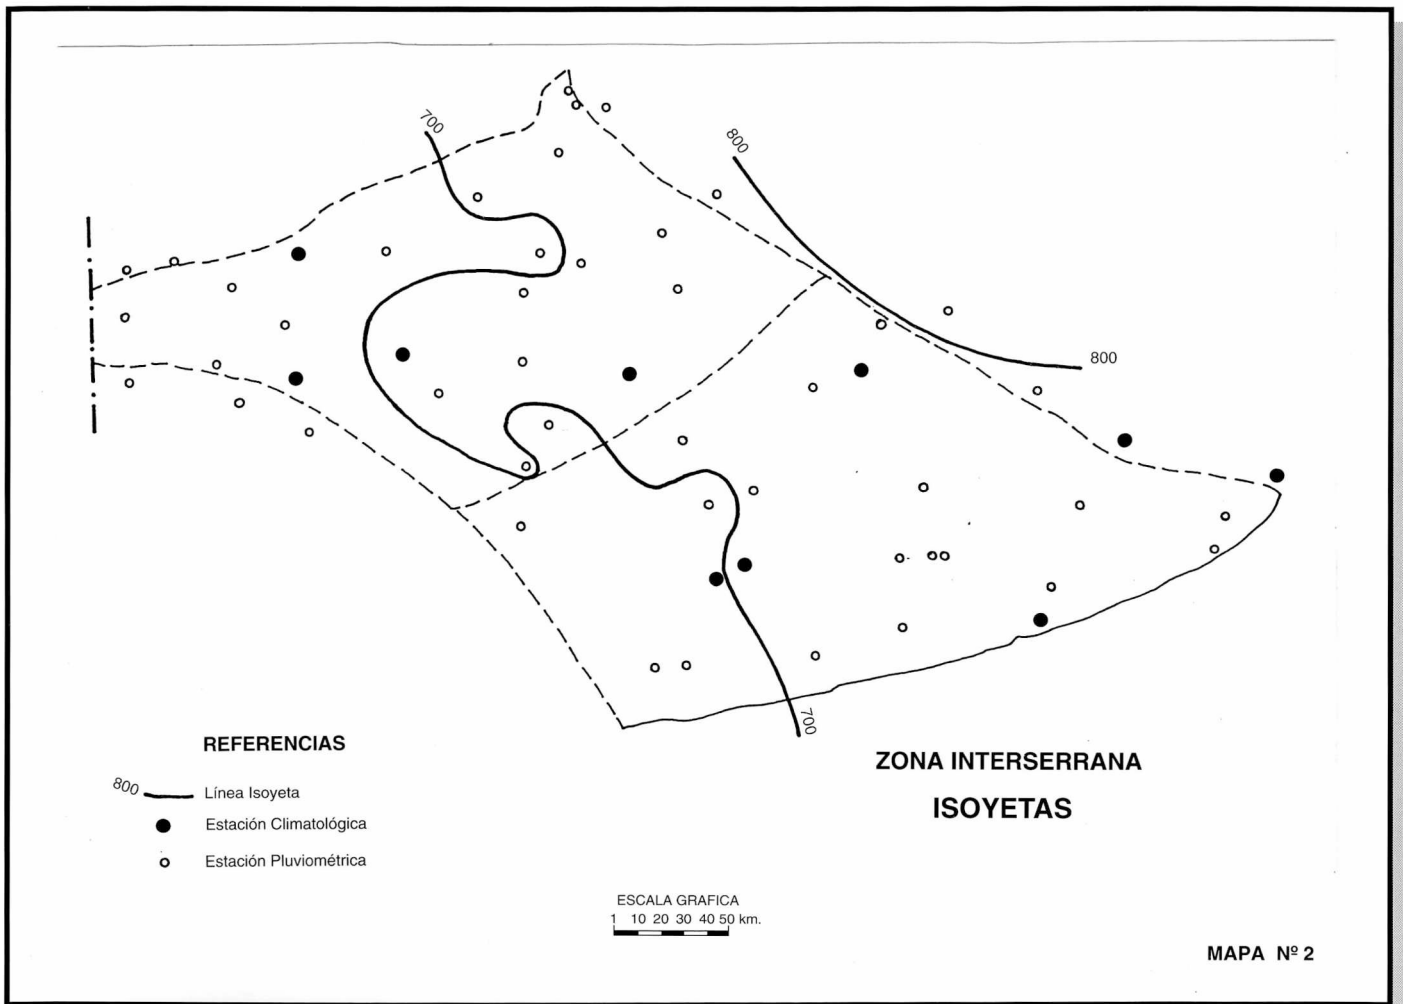 700
800
800
700
REFERENCIAS
800 Línea Isoyeta
Estación Climatológica
Estación Pluviométrica
ZONA INTERSERRANA
ISOYETAS
ESCALA GRAFICA
1 10 20 30 40 50 km.
MAPA Nº 2